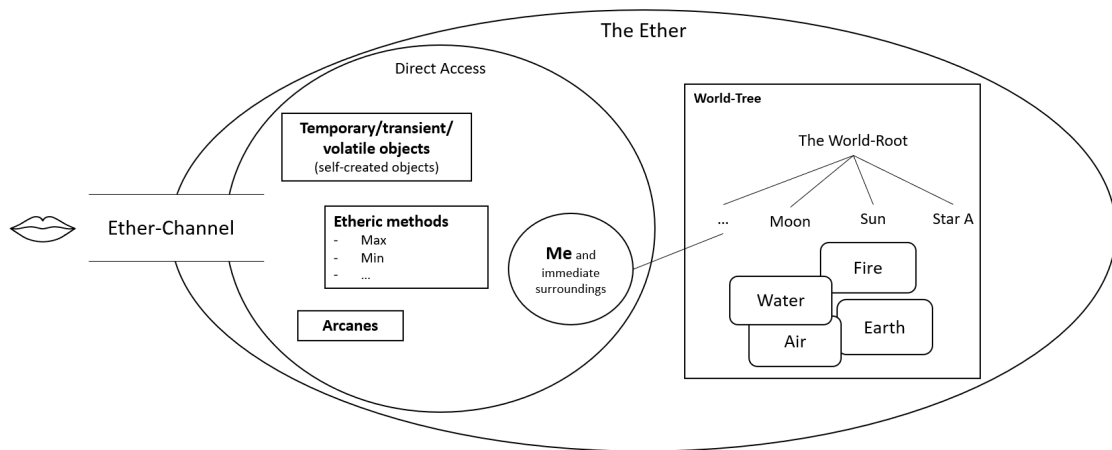 The Ether
Direct Access
Temporary/transient/
volatile objects
(self-created objects)
Ether-Channel
Etheric methods
- Max
- Min
- ...
Me and
immediate
surroundings
Arcanes
World-Tree
The World-Root
... Moon Sun Star A
Fire
Water
Earth
Air